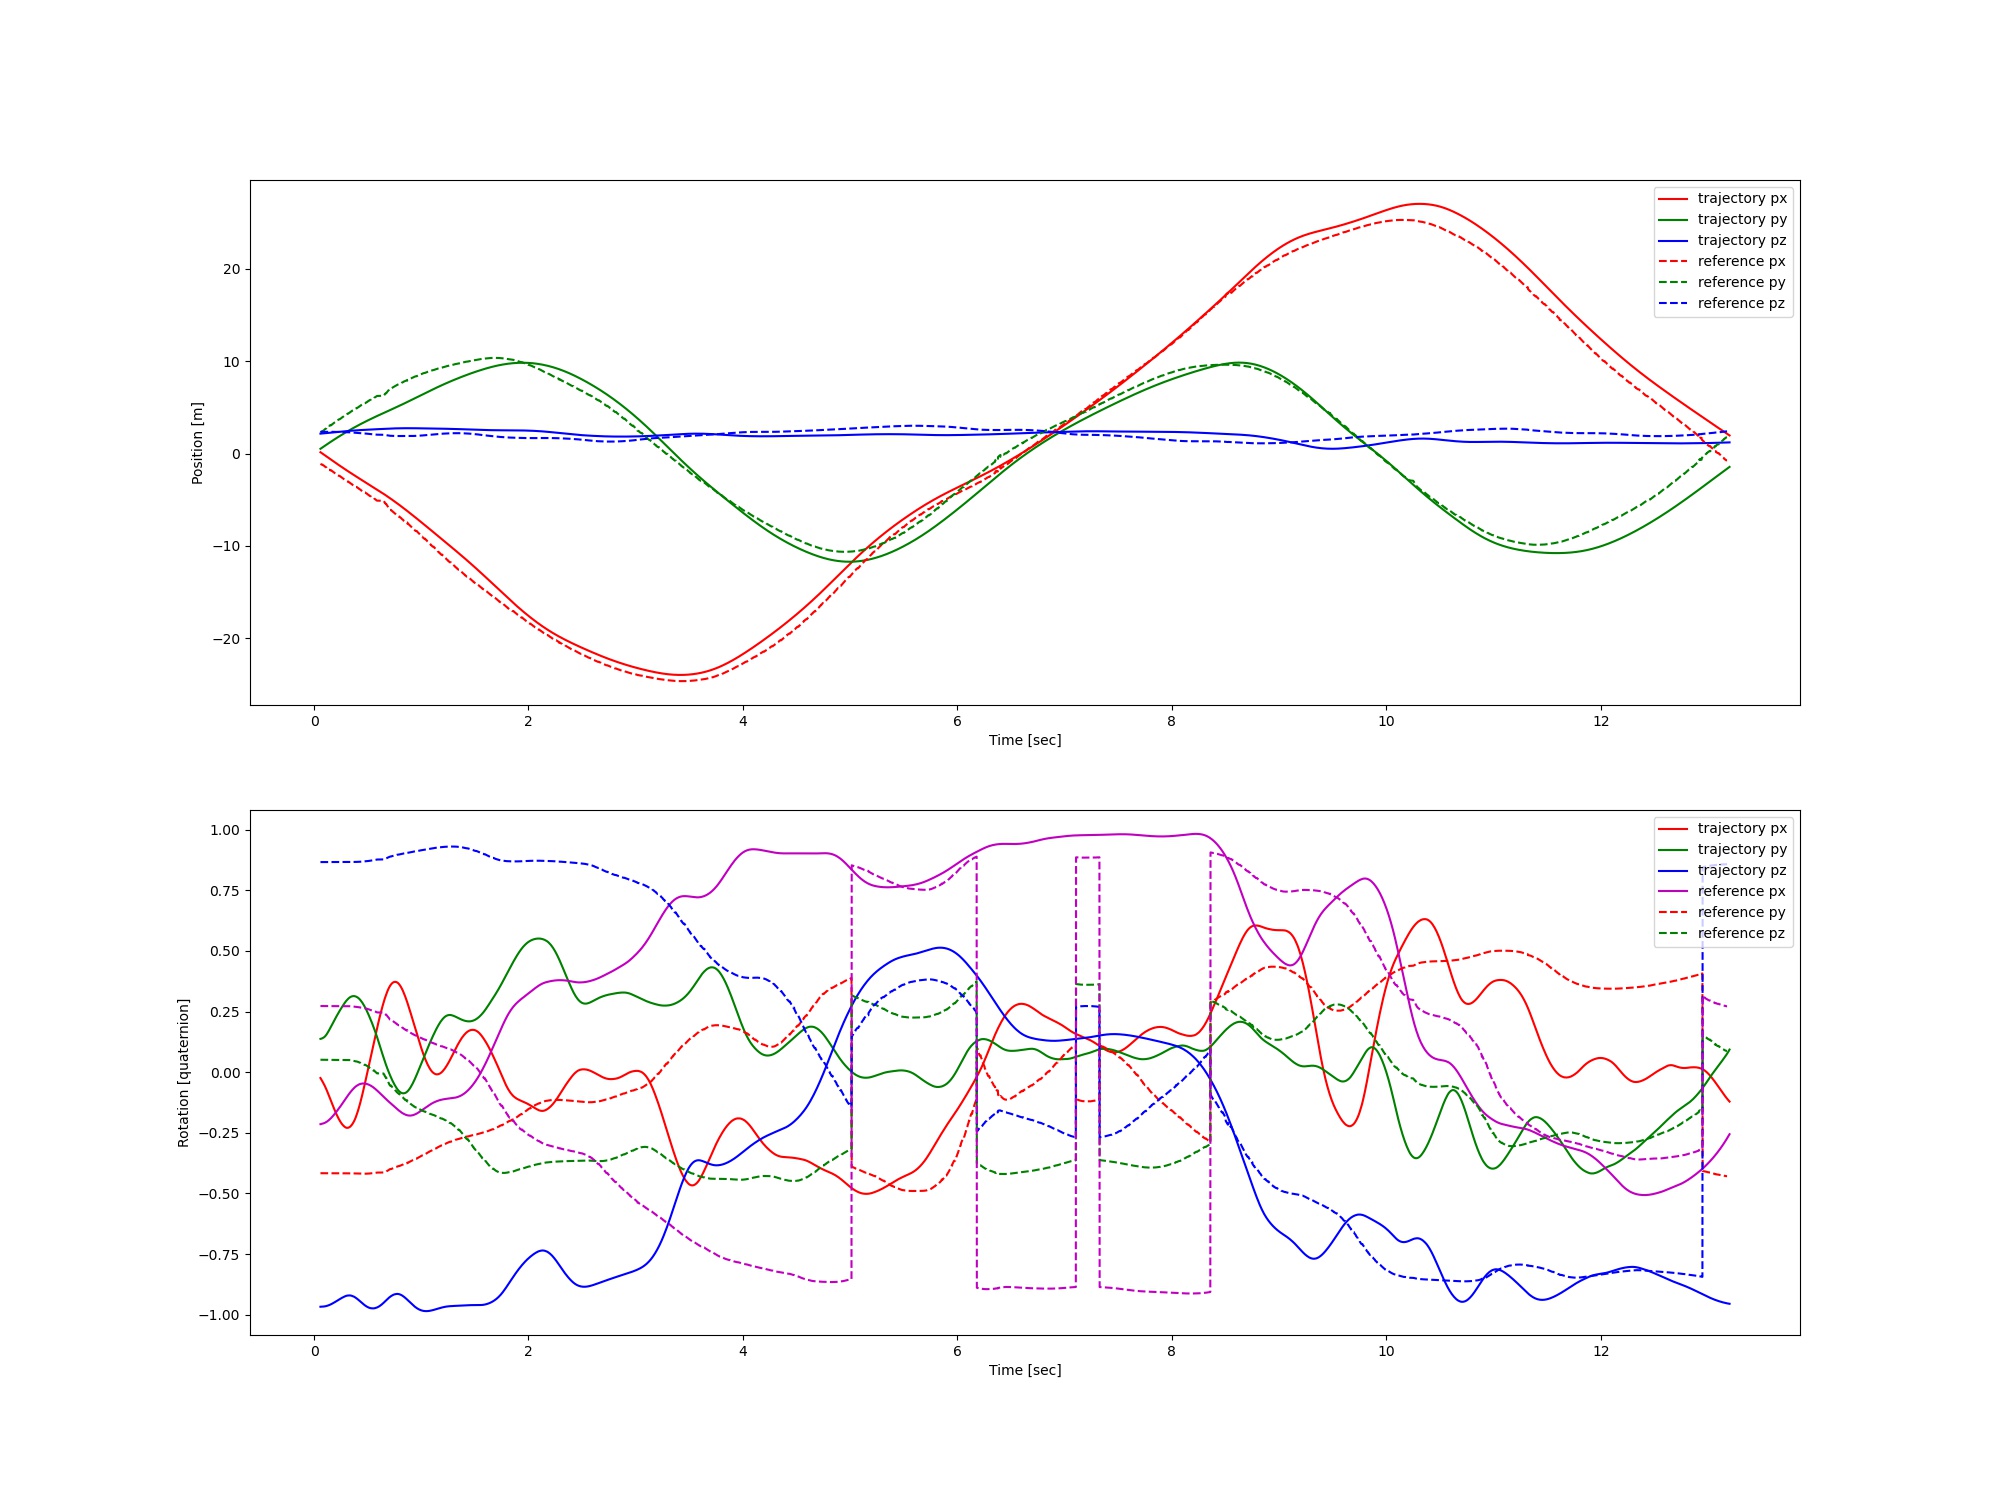 20
10
0
−10
−20
Position [m]
trajectory px
trajectory py
trajectory pz
reference px
reference py
reference pz
0 2 4 6 8 10 12
Time [sec]
1.00
0.75
0.50
0.25
0.00
−0.25
−0.50
−0.75
−1.00
Rotation [quaternion]
trajectory px
trajectory py
trajectory pz
reference px
reference py
reference pz
0 2 4 6 8 10 12
Time [sec]